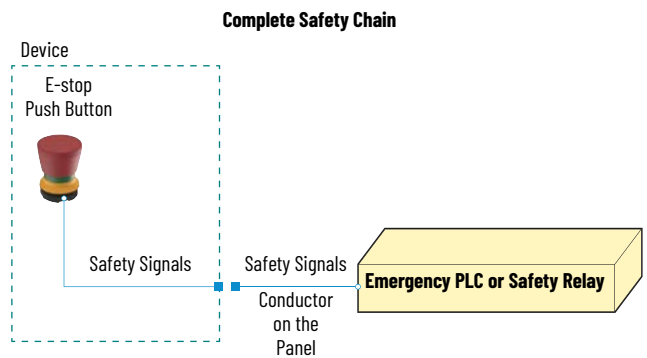 Complete Safety Chain
Device
E-stop
Push Button
Safety Signals
Safety Signals
Conductor
on the
Panel
Emergency PLC or Safety Relay